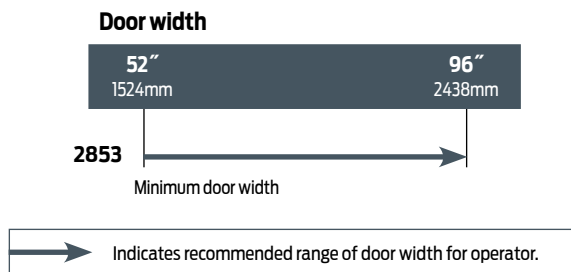 Door width
52″ 96″
1524mm 2438mm
2853
Minimum door width
Indicates recommended range of door width for operator.